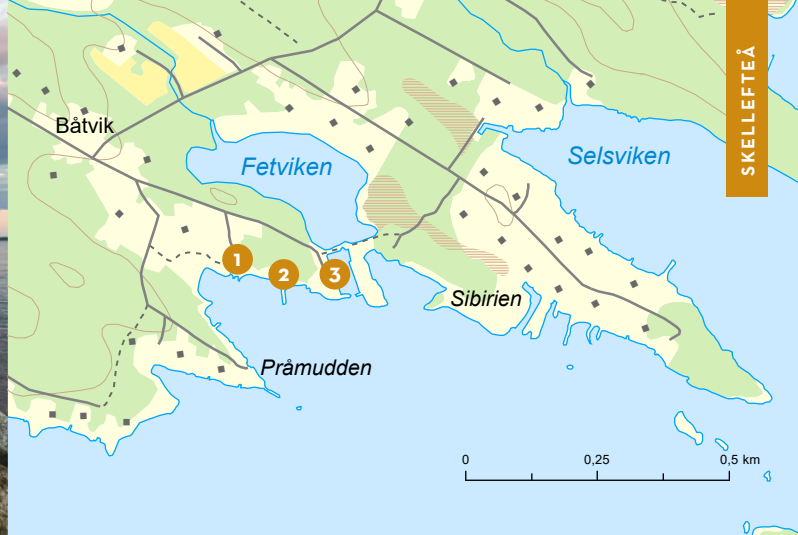 SKELLEFTEÅ
Båtvik
Fetviken
Selsviken
1
2
3
Sibirien
Pråmudden
0
0,25
0,5 km